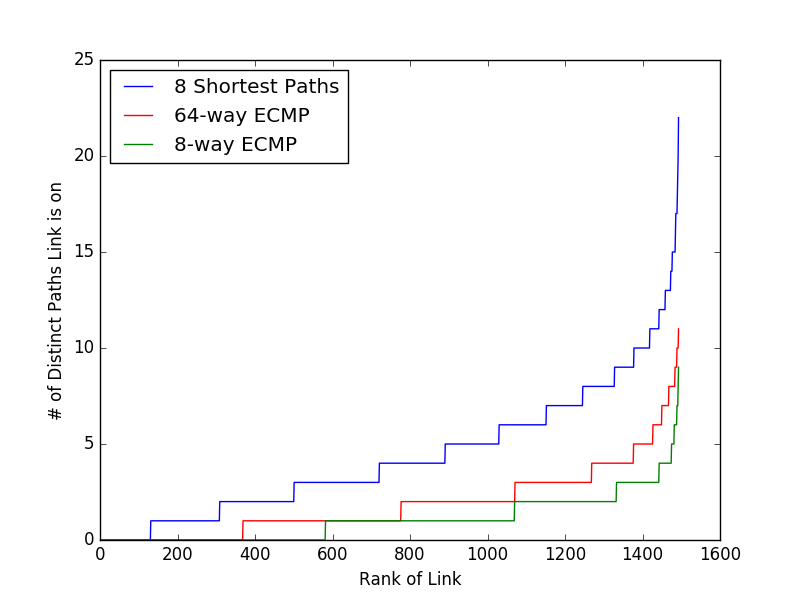 25
20
15
10
5
0
# of Distinct Paths Link is on
8 Shortest Paths
64-way ECMP
8-way ECMP
0 200 400 600 800 1000 1200 1400 1600
Rank of Link